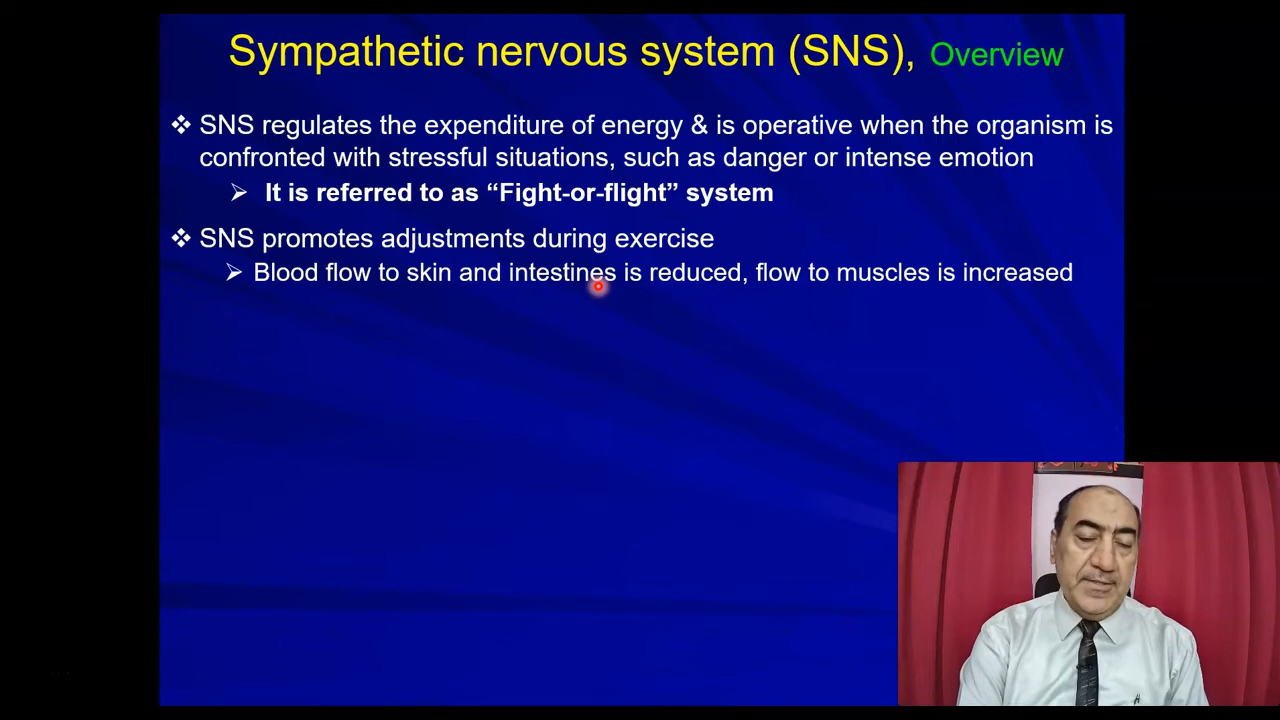 Sympathetic nervous system (SNS), Overview
❖ SNS regulates the expenditure of energy & is operative when the organism is
confronted with stressful situations, such as danger or intense emotion
➢ It is referred to as “Fight-or-flight” system
❖ SNS promotes adjustments during exercise
➢ Blood flow to skin and intestines is reduced, flow to muscles is increased